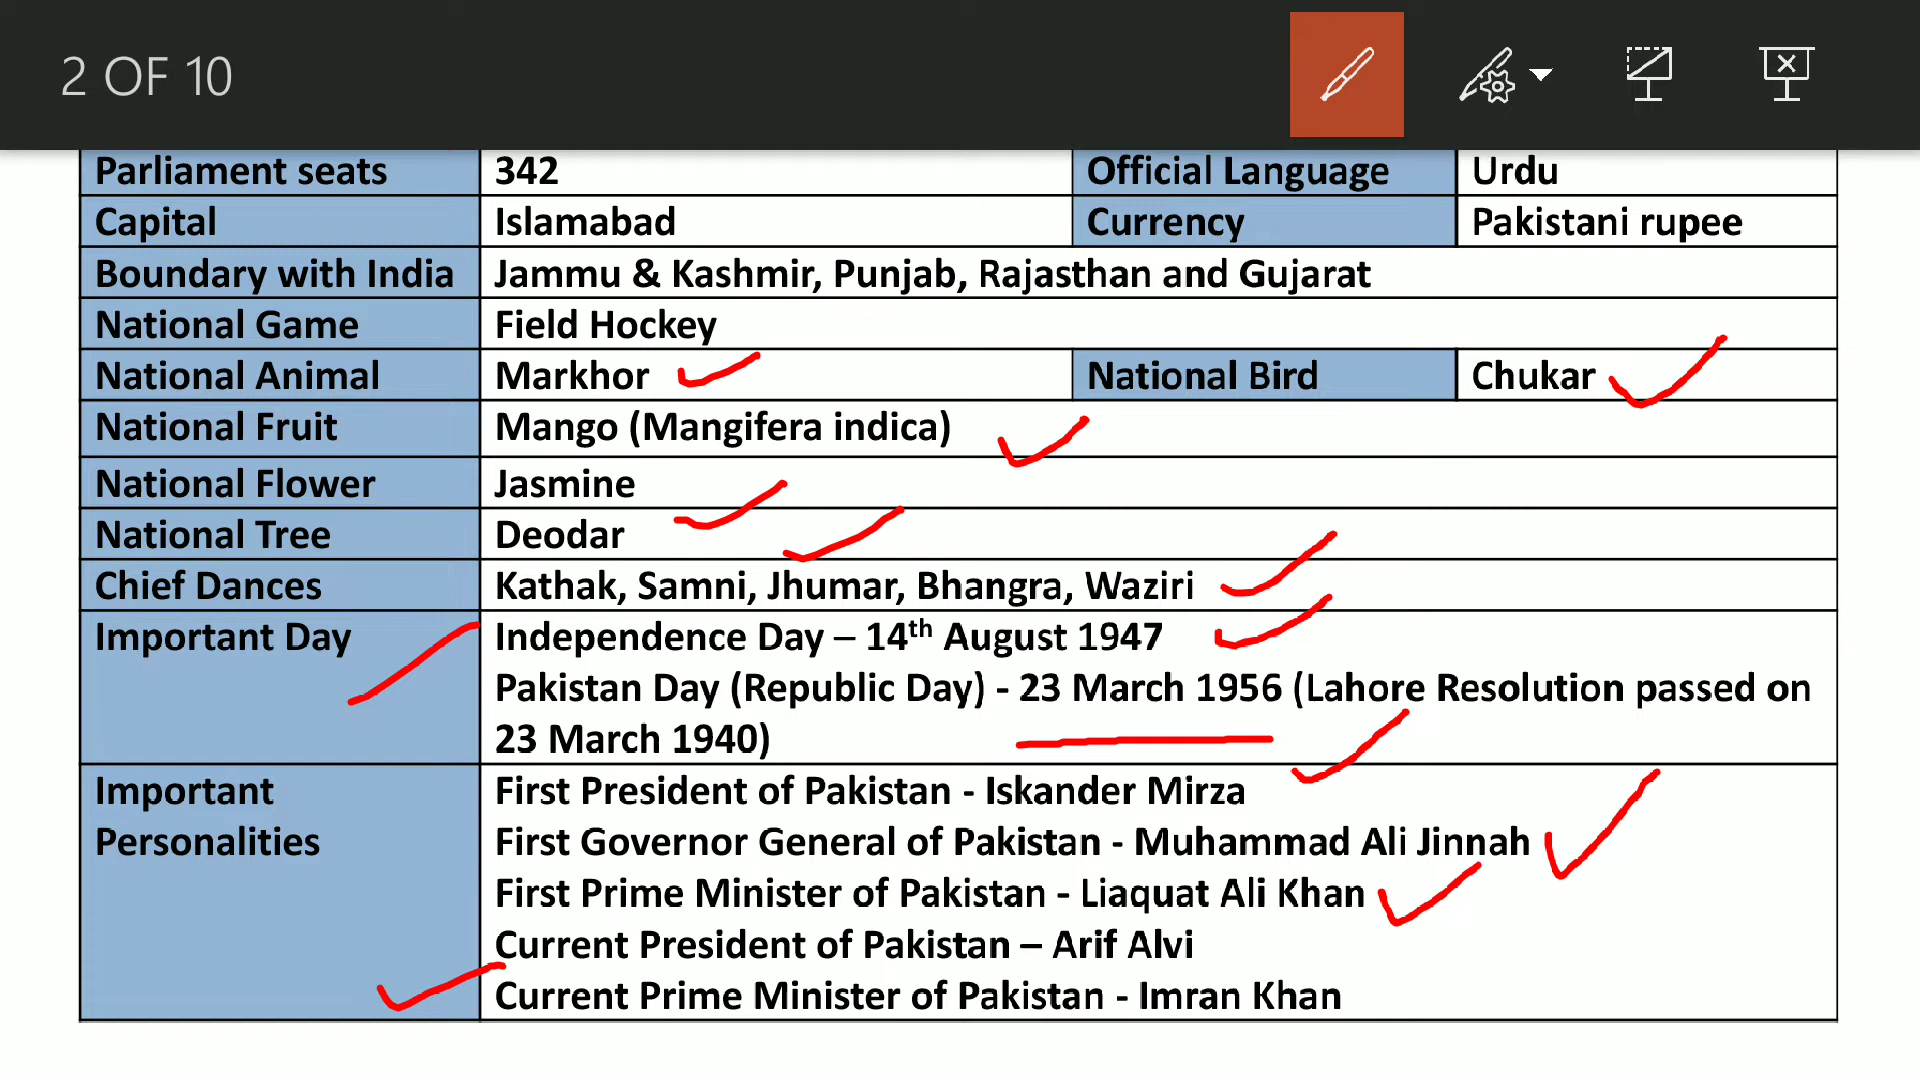 2 OF 10
Parliament seats 342 Official Language Urdu
Capital Islamabad Currency Pakistani rupee
Boundary with India Jammu & Kashmir, Punjab, Rajasthan and Gujarat
National Game Field Hockey
National Animal Markhor National Bird Chukar
National Fruit Mango (Mangifera indica)
National Flower Jasmine
National Tree Deodar
Chief Dances Kathak, Samni, Jhumar, Bhangra, Waziri
Important Day Independence Day – 14th August 1947
Pakistan Day (Republic Day) - 23 March 1956 (Lahore Resolution passed on
23 March 1940)
Important First President of Pakistan - Iskander Mirza
Personalities First Governor General of Pakistan - Muhammad Ali Jinnah
First Prime Minister of Pakistan - Liaquat Ali Khan
Current President of Pakistan – Arif Alvi
Current Prime Minister of Pakistan - Imran Khan